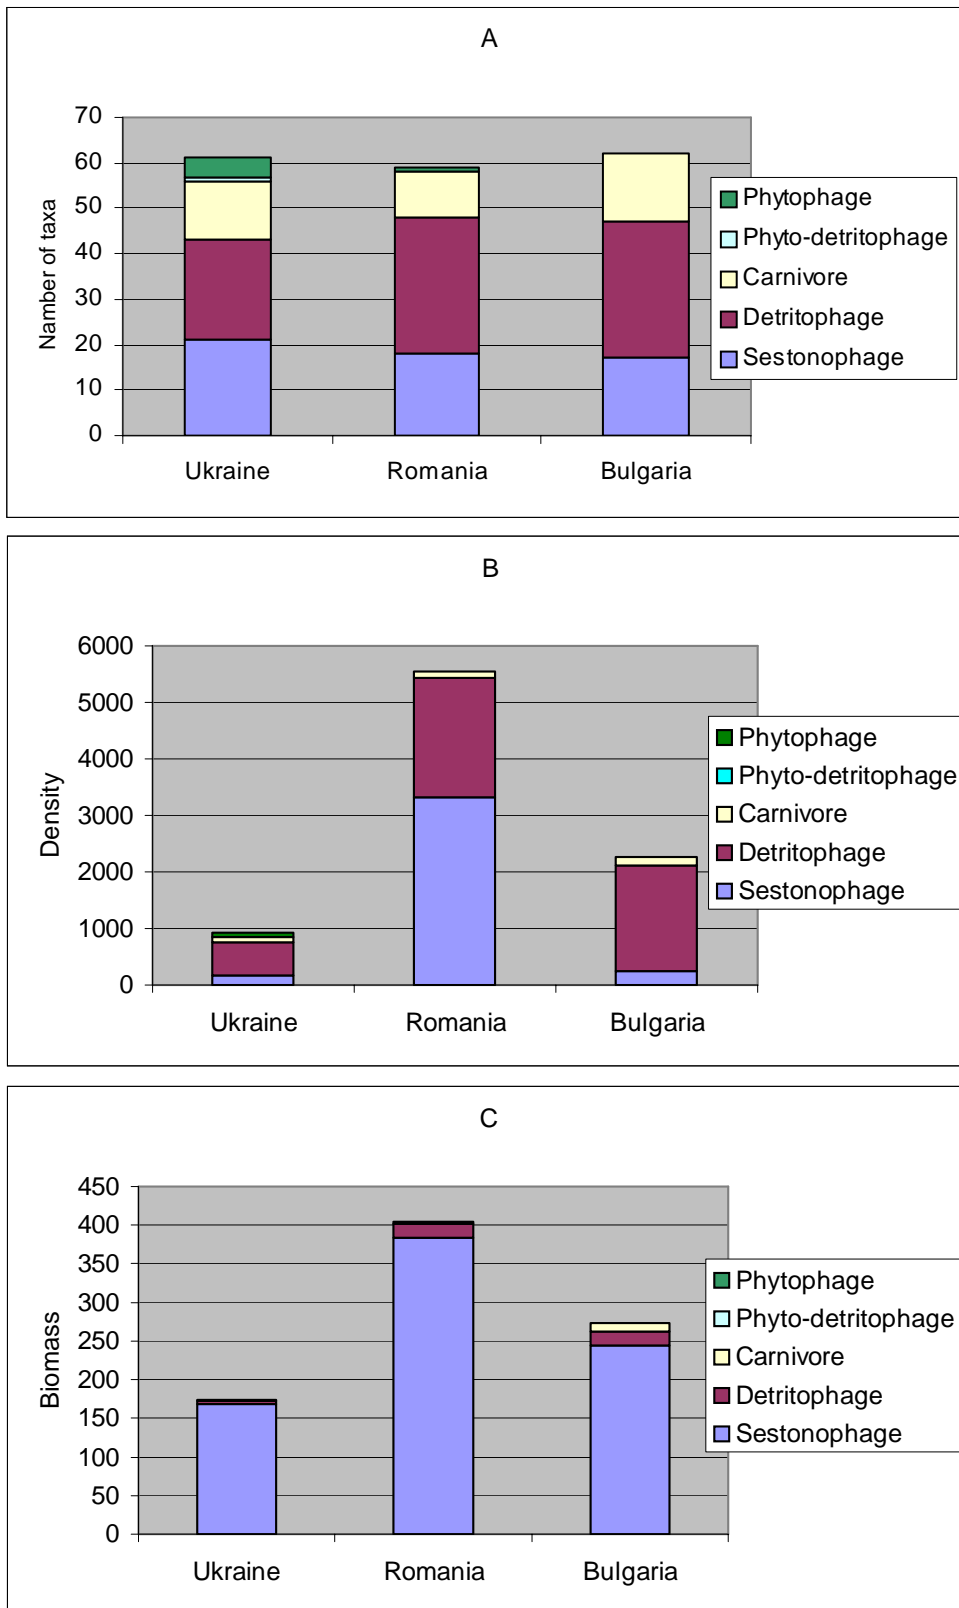 A
Namber of taxa
70
60
50
40
30
20
10
0
Ukraine
Romania
Bulgaria
Phytophage
Phyto-detritophage
Carnivore
Detritophage
Sestonophage
B
Density
6000
5000
4000
3000
2000
1000
0
Ukraine
Romania
Bulgaria
Phytophage
Phyto-detritophage
Carnivore
Detritophage
Sestonophage
C
Biomass
450
400
350
300
250
200
150
100
50
0
Ukraine
Romania
Bulgaria
Phytophage
Phyto-detritophage
Carnivore
Detritophage
Sestonophage